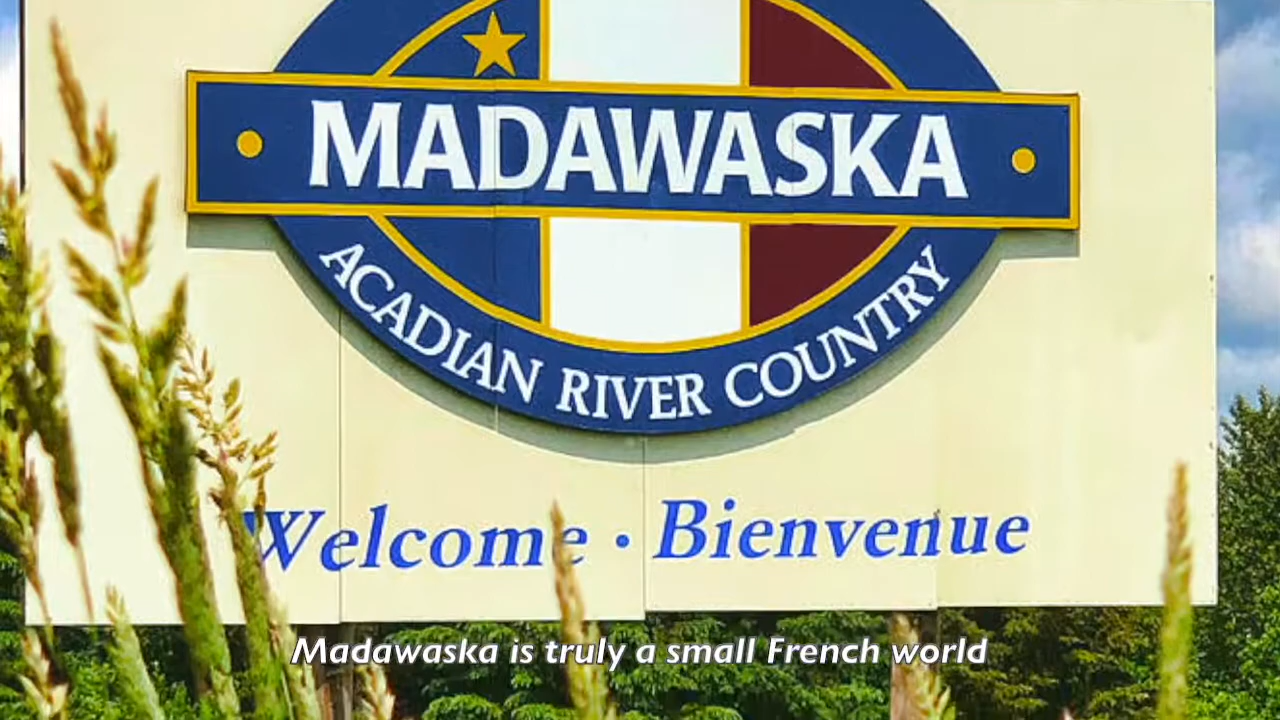 MADAWASKA
ACADIAN RIVER COUNTRY
Welcome · Bienvenue
Madawaska is truly a small French world